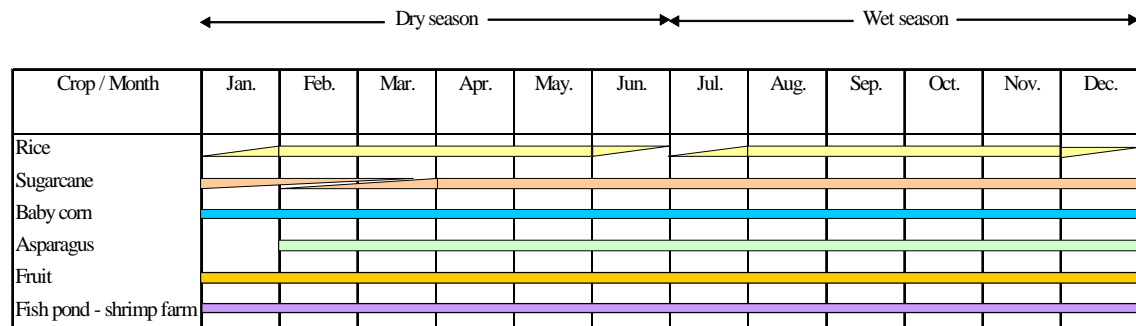 Dry season Wet season
Crop / Month Jan. Feb. Mar. Apr. May. Jun. Jul. Aug. Sep. Oct. Nov. Dec.
Rice
Sugarcane
Baby corn
Asparagus
Fruit
Fish pond - shrimp farm